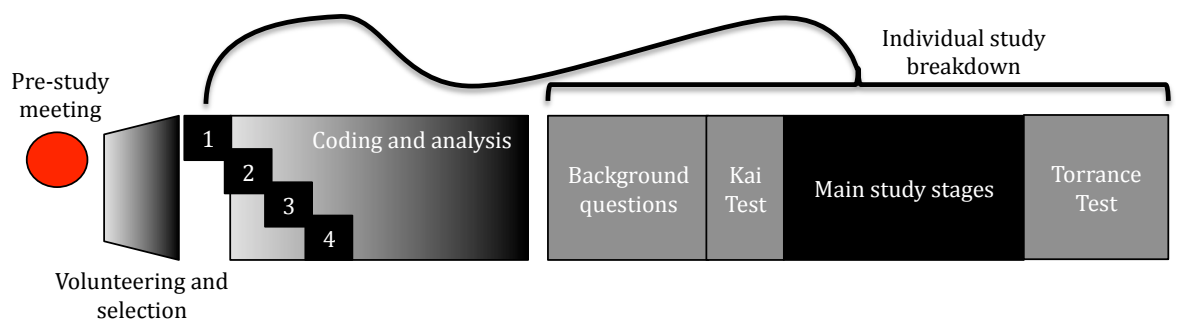 Pre-study
meeting
Volunteering and
selection
1
2
3
4
Coding and analysis
Individual study
breakdown
Background
questions
Kai
Test
Main study stages
Torrance
Test